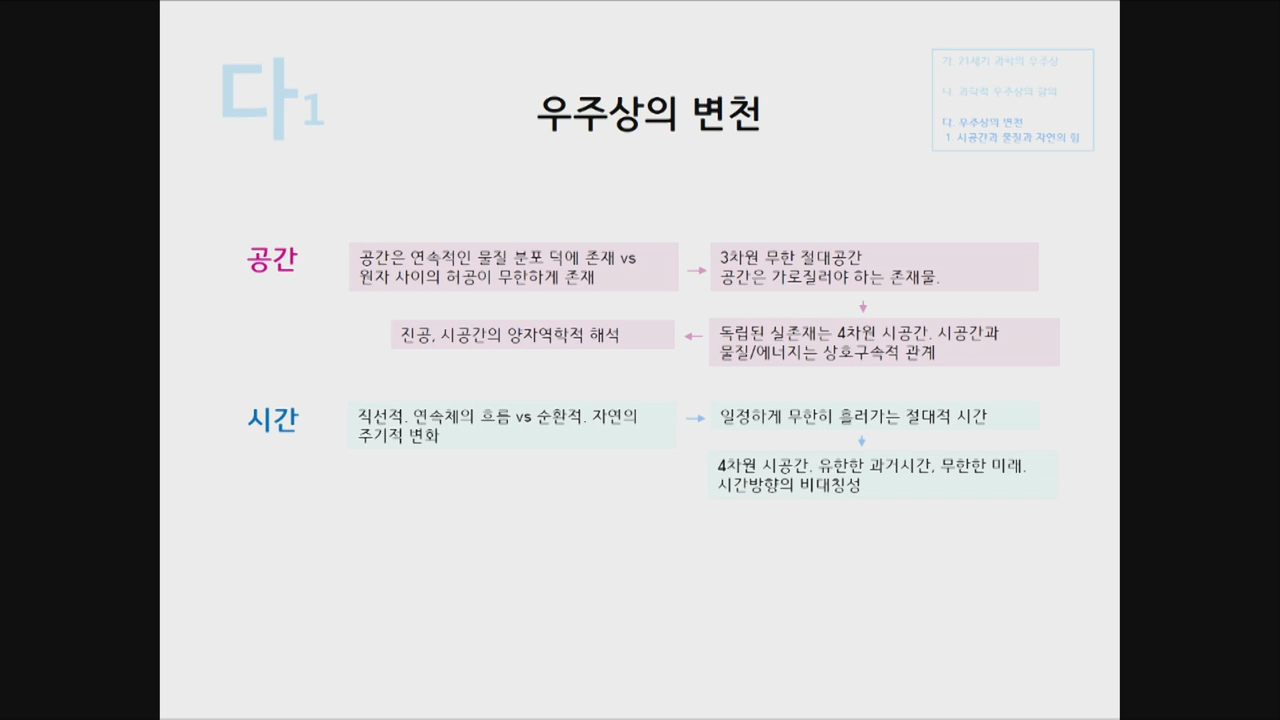 다1
우주상의 변천
가. 21세기 과학의 우주상
나. 과학적 우주상의 함의
다. 우주상의 변천
1. 시공간과 물질과 자연의 힘
공간
공간은 연속적인 물질 분포 덕에 존재 vs
원자 사이의 허공이 무한하게 존재
3차원 무한 절대공간
공간은 가로질러야 하는 존재물.
진공, 시공간의 양자역학적 해석
독립된 실존재는 4차원 시공간. 시공간과
물질/에너지는 상호구속적 관계
시간
직선적. 연속체의 흐름 vs 순환적. 자연의
주기적 변화
일정하게 무한히 흘러가는 절대적 시간
4차원 시공간. 유한한 과거시간, 무한한 미래.
시간방향의 비대칭성